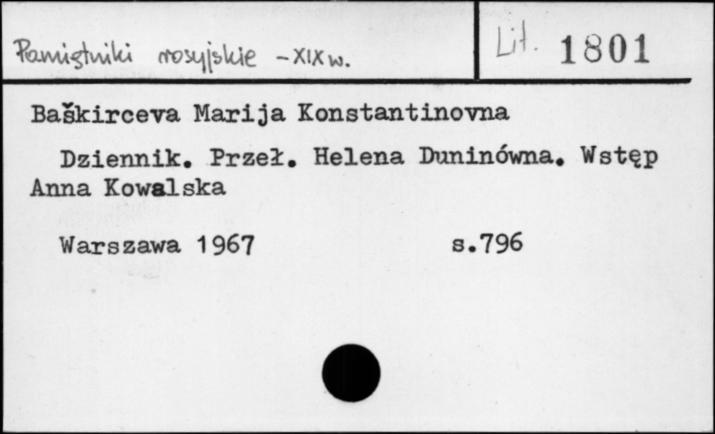 Pamiętniki rosyjskie - XIX w.
Lit. 1801
Baškirceva Marija Konstantinovna
Dziennik. Przeł. Helena Duninówna. Wstęp
Anna Kowalska
Warszawa 1967 s.796